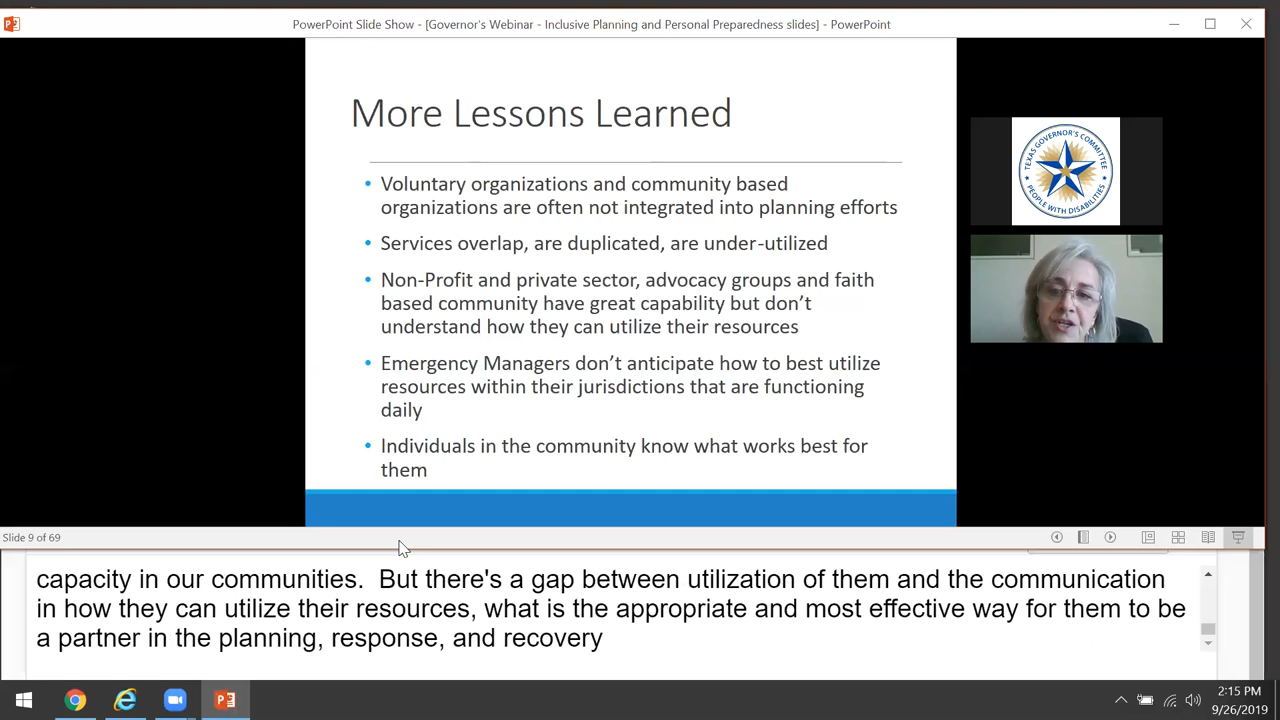 PowerPoint Slide Show - [Governor's Webinar - Inclusive Planning and Personal Preparedness slides] - PowerPoint
More Lessons Learned
• Voluntary organizations and community based
organizations are often not integrated into planning efforts
• Services overlap, are duplicated, are under-utilized
• Non-Profit and private sector, advocacy groups and faith
based community have great capability but don’t
understand how they can utilize their resources
• Emergency Managers don’t anticipate how to best utilize
resources within their jurisdictions that are functioning
daily
• Individuals in the community know what works best for
them
TEXAS GOVERNOR'S COMMITTEE
PEOPLE WITH DISABILITIES
Slide 9 of 69
capacity in our communities.  But there's a gap between utilization of them and the communication
in how they can utilize their resources, what is the appropriate and most effective way for them to be
a partner in the planning, response, and recovery
2:15 PM
9/26/2019